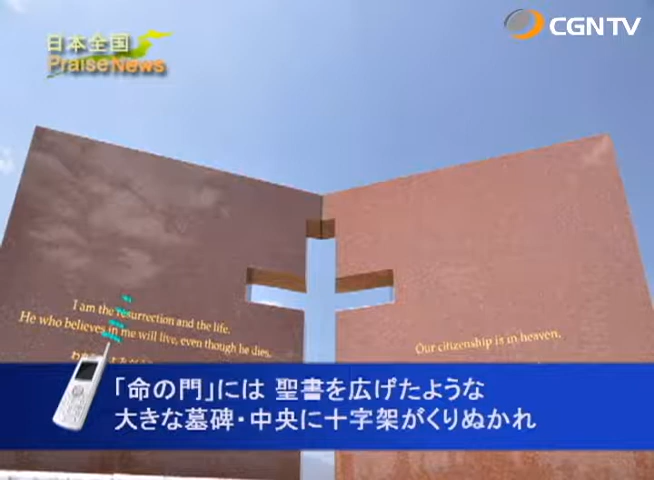 日本全国
Praise News
CGNTV
I am the resurrection and the life.
He who believes in me will live, even though he dies.
Our citizenship is in heaven.
「命の門」には 聖書を広げたような
大きな墓碑・中央に十字架がくりぬかれ